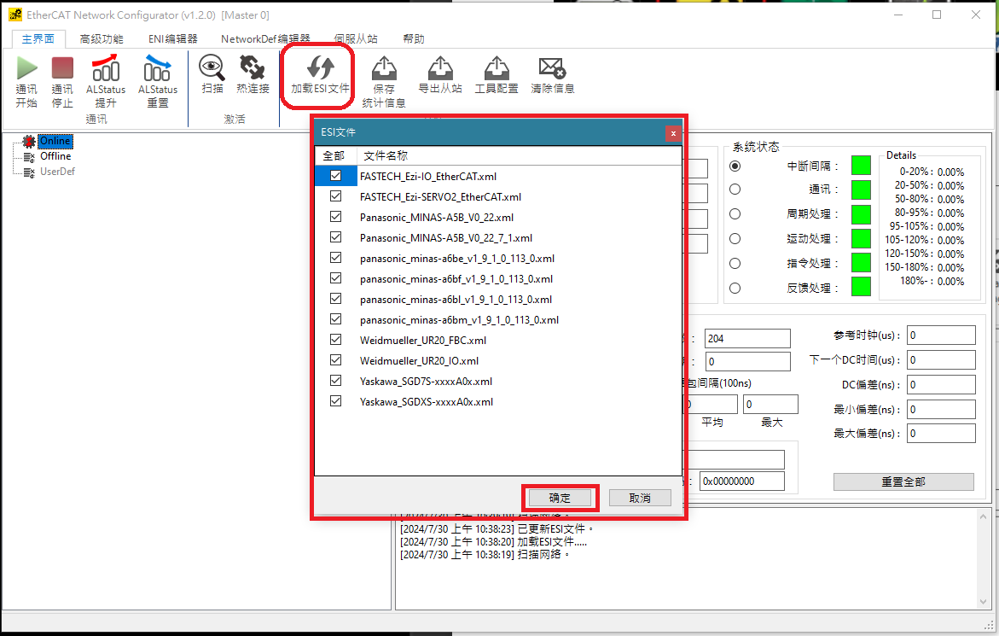 EtherCAT Network Configurator (v1.2.0) [Master 0]
主界面 高级功能 ENI编辑器 NetworkDef编辑器 伺服从站 帮助
通讯
开始
通讯
停止
ALStatus
提升
ALStatus
重置
扫描
热连接
加载ESI文件
保存
统计信息
导出从站
工具配置
清除信息
通讯
激活
Online
Offline
UserDef
ESI文件
x
全部 文件名称
FASTECH_Ezi-IO_EtherCAT.xml
FASTECH_Ezi-SERVO2_EtherCAT.xml
Panasonic_MINAS-A5B_V0_22.xml
Panasonic_MINAS-A5B_V0_22_7_1.xml
panasonic_minas-a6be_v1_9_1_0_113_0.xml
panasonic_minas-a6bf_v1_9_1_0_113_0.xml
panasonic_minas-a6bl_v1_9_1_0_113_0.xml
panasonic_minas-a6bm_v1_9_1_0_113_0.xml
Weidmueller_UR20_FBC.xml
Weidmueller_UR20_IO.xml
Yaskawa_SGD7S-xxxxA0x.xml
Yaskawa_SGDXS-xxxxA0x.xml
确定 取消
系统状态
中断间隔：
通讯：
周期处理：
运动处理：
指令处理：
反馈处理：
Details
0-20%： 0.00%
20-50%： 0.00%
50-80%： 0.00%
80-95%： 0.00%
95-105%： 0.00%
105-120%： 0.00%
120-150%： 0.00%
150-180%： 0.00%
180%-： 0.00%
204
0
包间隔(100ns)
0 0
平均 最大
0x00000000
参考时钟(us)： 0
下一个DC时间(us)： 0
DC偏差(ns)： 0
最小偏差(ns)： 0
最大偏差(ns)： 0
重置全部
[2024/7/30 上午 10:38:23] 已更新ESI文件。
[2024/7/30 上午 10:38:20] 加载ESI文件.....
[2024/7/30 上午 10:38:19] 扫描网络。